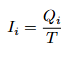 I_i = \frac{Q_i}{T}